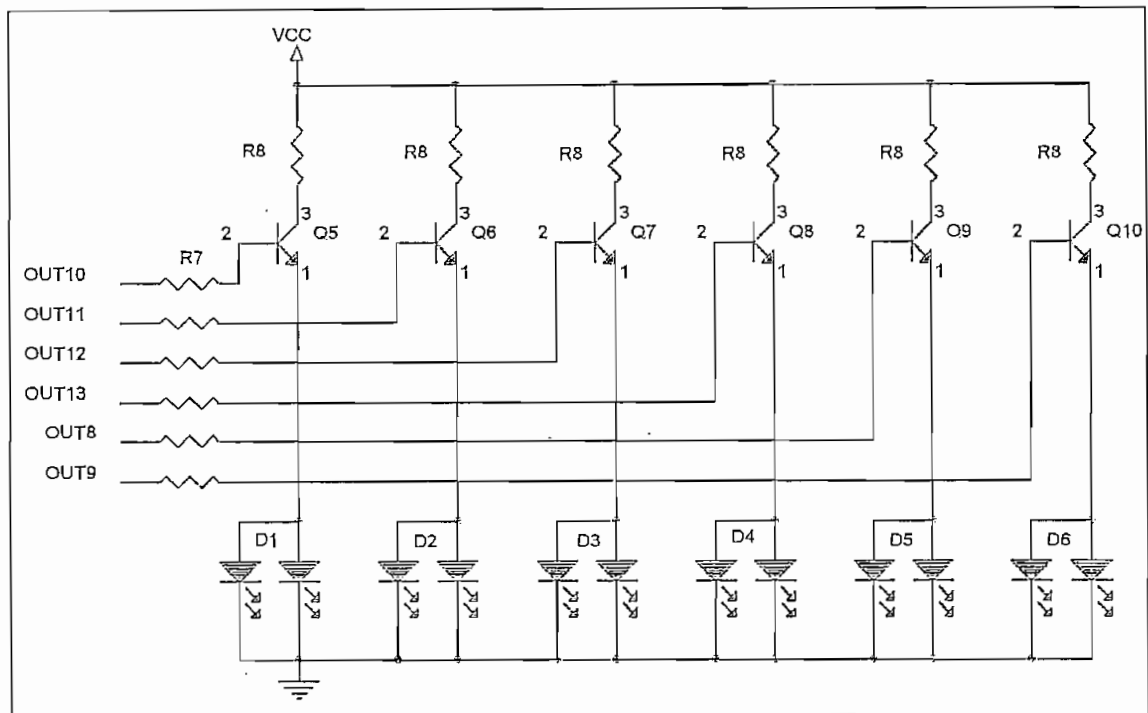 VCC
R8 R8 R8 R8 R8 R8
3 3 3 3 3 3
2 Q5 2 Q6 2 Q7 2 Q8 2 Q9 2 Q10
R7
1 1 1 1 1 1
OUT10
OUT11
OUT12
OUT13
OUT8
OUT9
D1 D2 D3 D4 D5 D6